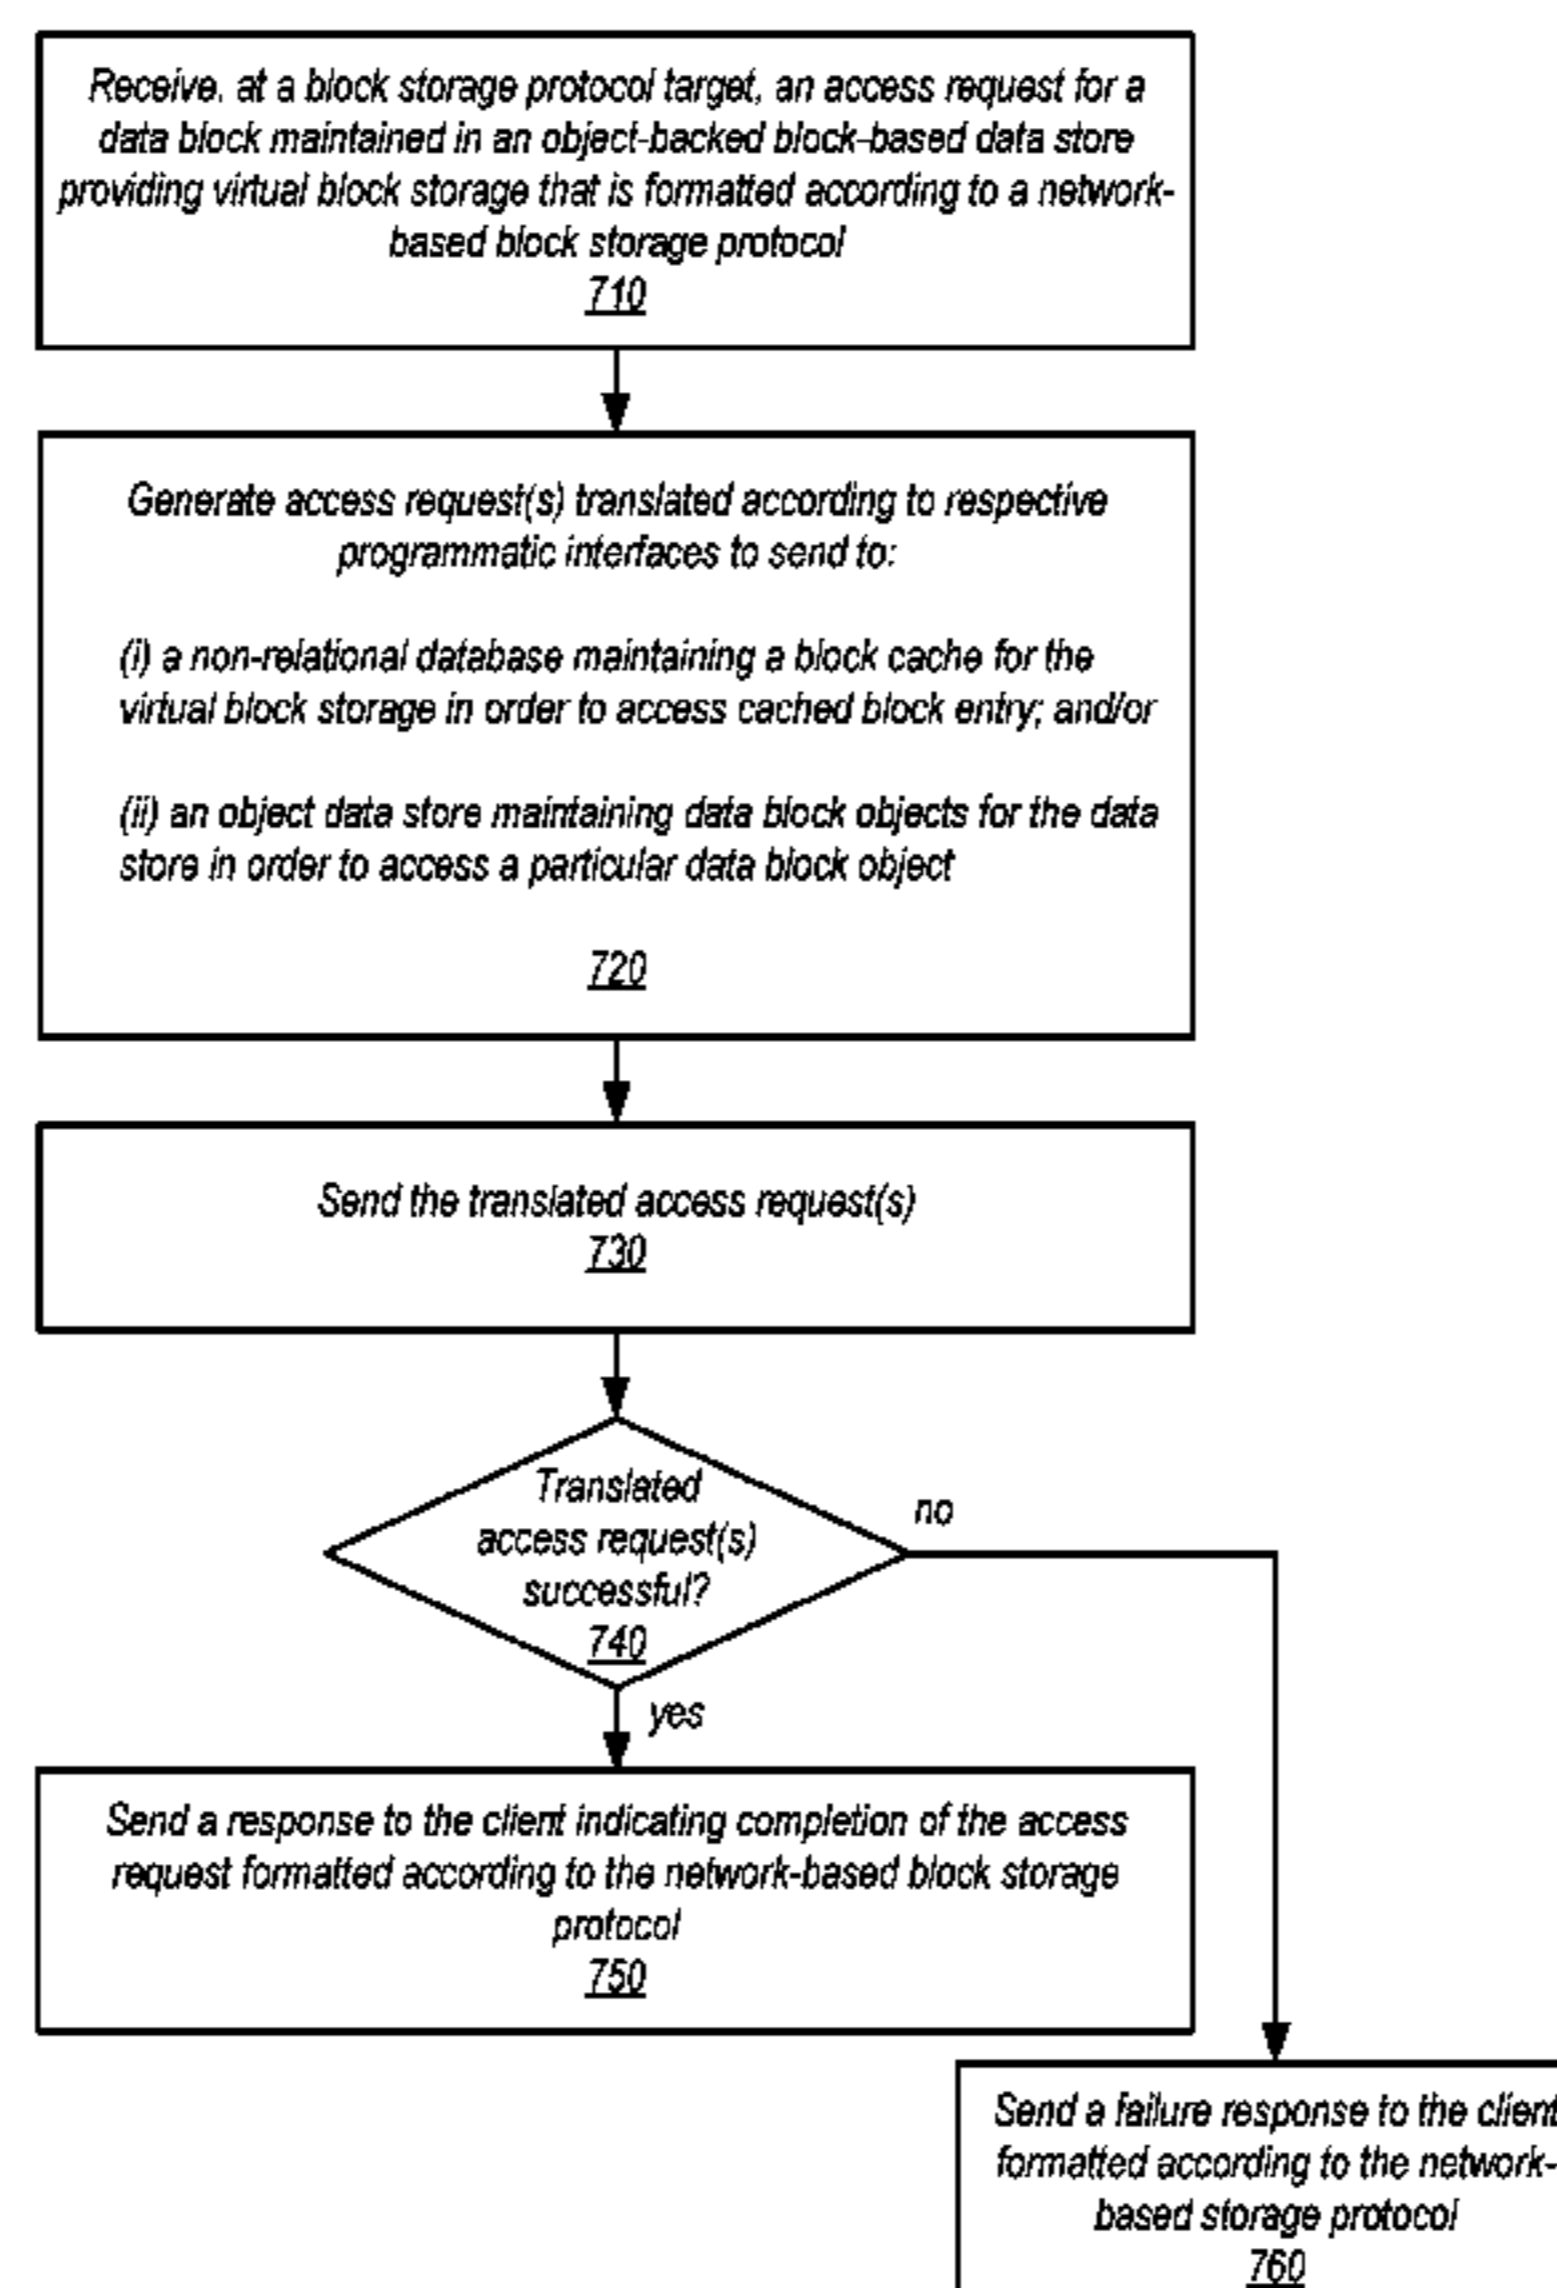 Receive, at a block storage protocol target, an access request for a
data block maintained in an object-backed block-based data store
providing virtual block storage that is formatted according to a network-
based block storage protocol
710
Generate access request(s) translated according to respective
programmatic interfaces to send to:
(i) a non-relational database maintaining a block cache for the
virtual block storage in order to access cached block entry; and/or
(ii) an object data store maintaining data block objects for the data
store in order to access a particular data block object
720
Send the translated access request(s)
730
Translated
access request(s)
successful?
740
no
yes
Send a response to the client indicating completion of the access
request formatted according to the network-based block storage
protocol
750
Send a failure response to the client
formatted according to the network-
based storage protocol
760